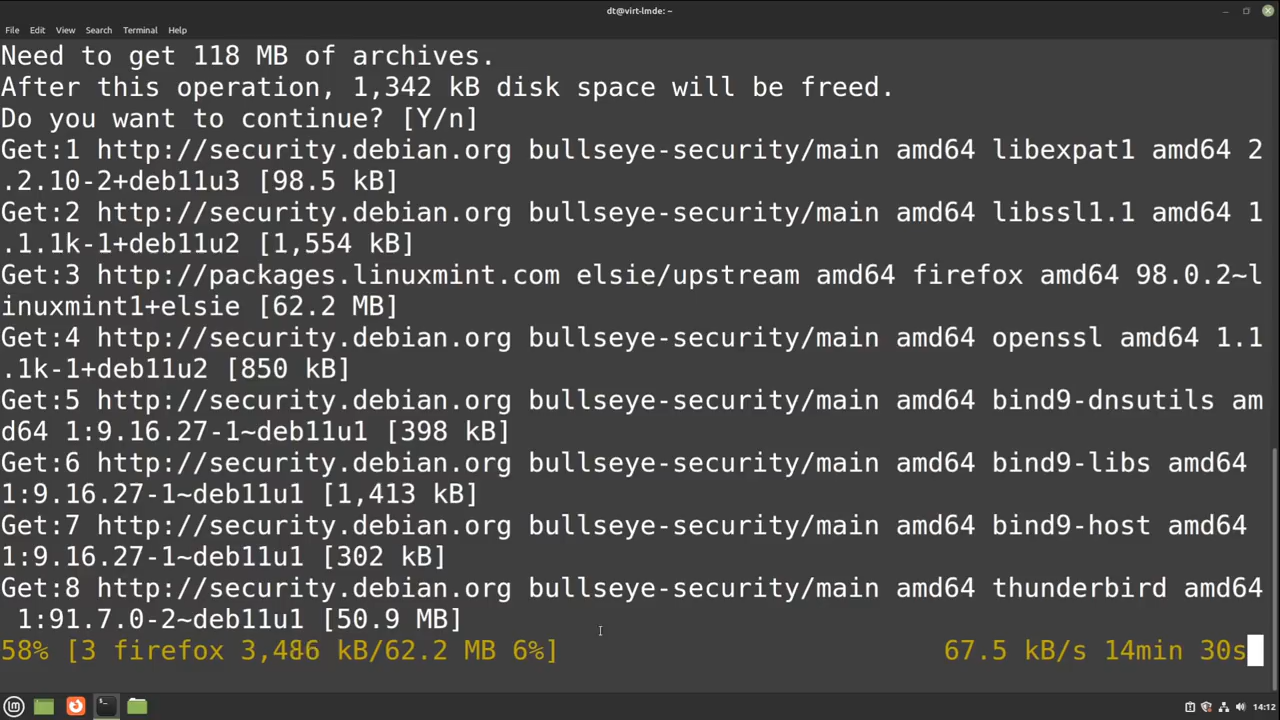 dt@virt-lmde: ~
File Edit View Search Terminal Help
Need to get 118 MB of archives.
After this operation, 1,342 kB disk space will be freed.
Do you want to continue? [Y/n]
Get:1 http://security.debian.org bullseye-security/main amd64 libexpat1 amd64 2
.2.10-2+deb11u3 [98.5 kB]
Get:2 http://security.debian.org bullseye-security/main amd64 libssl1.1 amd64 1
.1.1k-1+deb11u2 [1,554 kB]
Get:3 http://packages.linuxmint.com elsie/upstream amd64 firefox amd64 98.0.2~l
inuxmint1+elsie [62.2 MB]
Get:4 http://security.debian.org bullseye-security/main amd64 openssl amd64 1.1
.1k-1+deb11u2 [850 kB]
Get:5 http://security.debian.org bullseye-security/main amd64 bind9-dnsutils am
d64 1:9.16.27-1~deb11u1 [398 kB]
Get:6 http://security.debian.org bullseye-security/main amd64 bind9-libs amd64
1:9.16.27-1~deb11u1 [1,413 kB]
Get:7 http://security.debian.org bullseye-security/main amd64 bind9-host amd64
1:9.16.27-1~deb11u1 [302 kB]
Get:8 http://security.debian.org bullseye-security/main amd64 thunderbird amd64
 1:91.7.0-2~deb11u1 [50.9 MB]
58% [3 firefox 3,486 kB/62.2 MB 6%] 67.5 kB/s 14min 30s
14:12